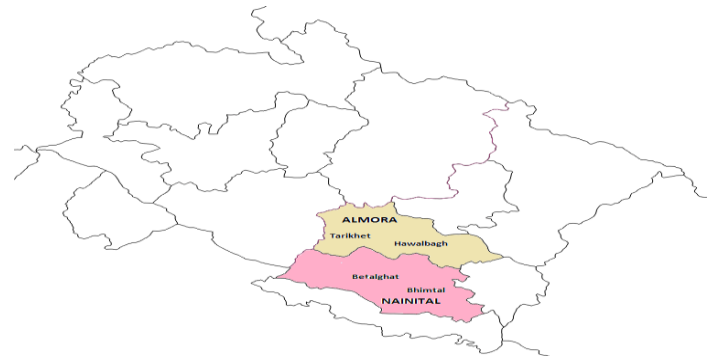 ALMORA
Tarikhet
Hawalbagh
Betalghat
Bhimtal
NAINITAL